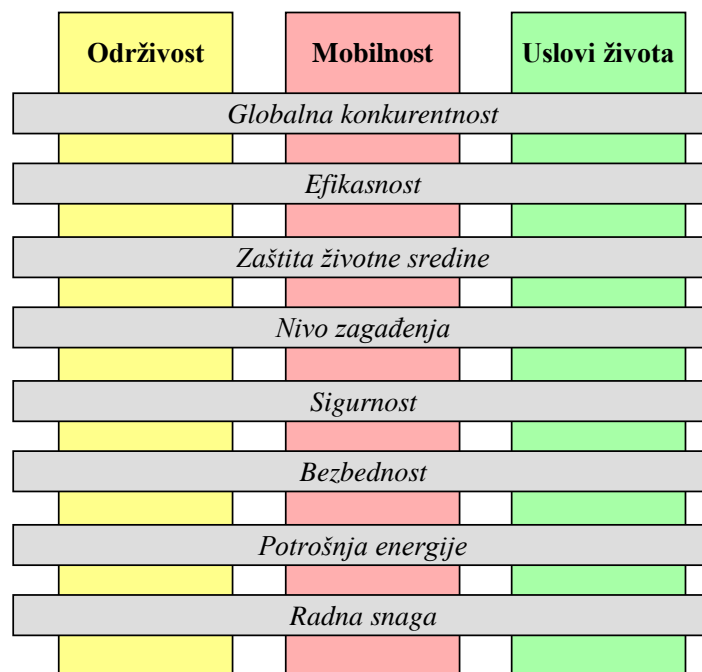 Održivost
Mobilnost
Uslovi života
Globalna konkurentnost
Efikasnost
Zaštita životne sredine
Nivo zagađenja
Sigurnost
Bezbednost
Potrošnja energije
Radna snaga